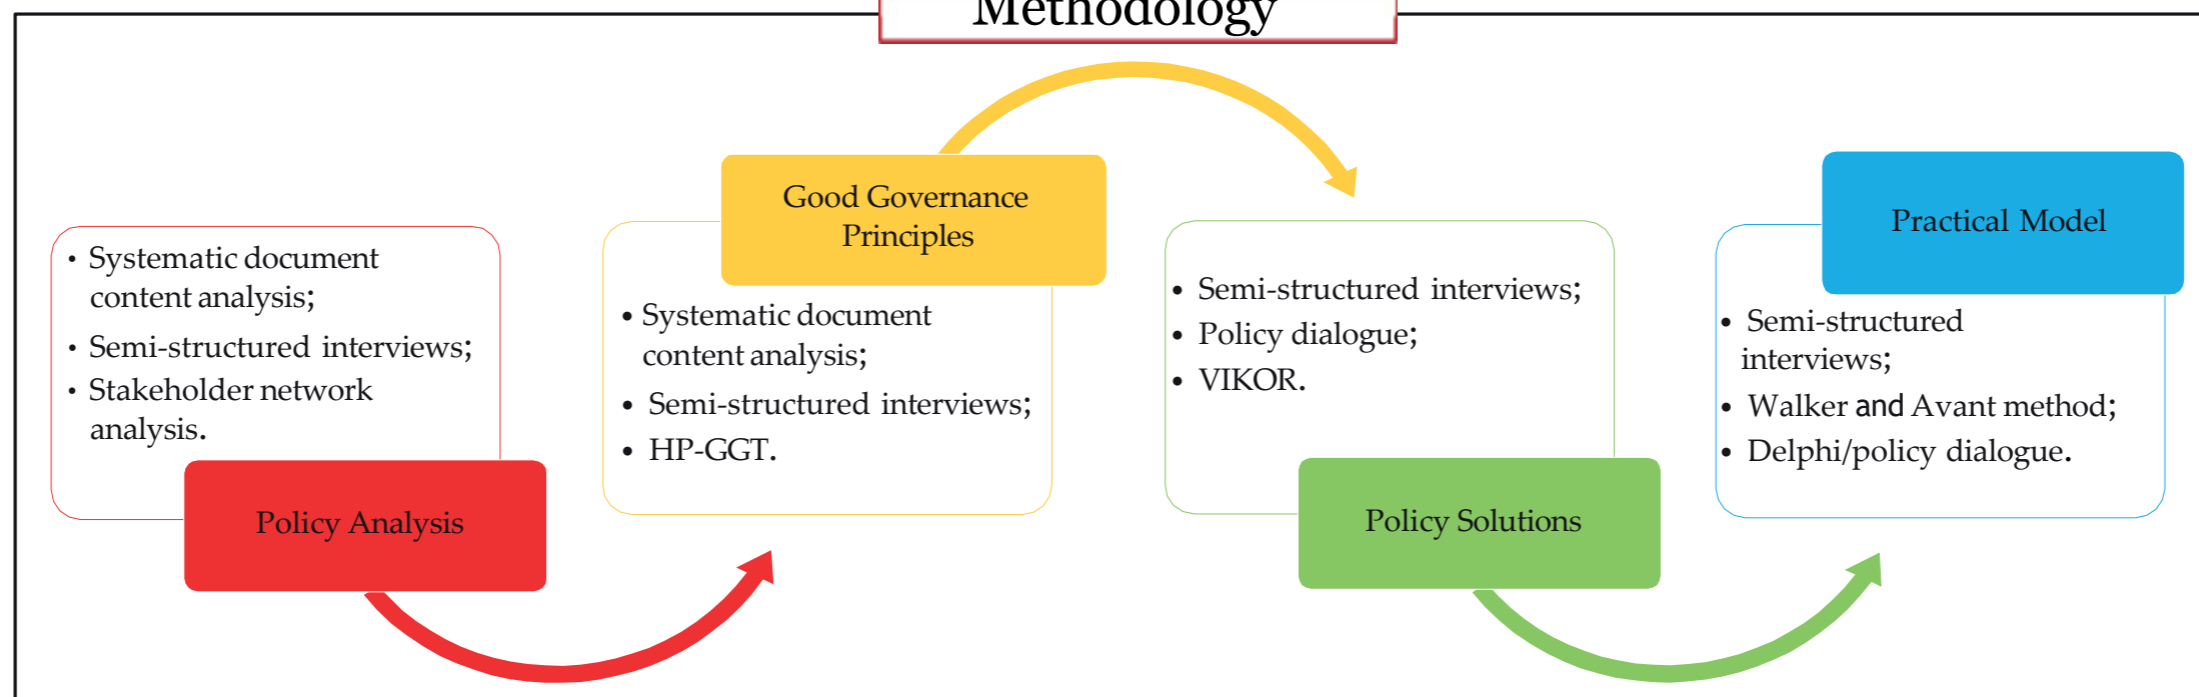 Methodology
• Systematic document
content analysis;
• Semi-structured interviews;
• Stakeholder network
analysis.
Policy Analysis
Good Governance
Principles
• Systematic document
content analysis;
• Semi-structured interviews;
• HP-GGT.
• Semi-structured interviews;
• Policy dialogue;
• VIKOR.
Policy Solutions
Practical Model
• Semi-structured
interviews;
• Walker and Avant method;
• Delphi/policy dialogue.